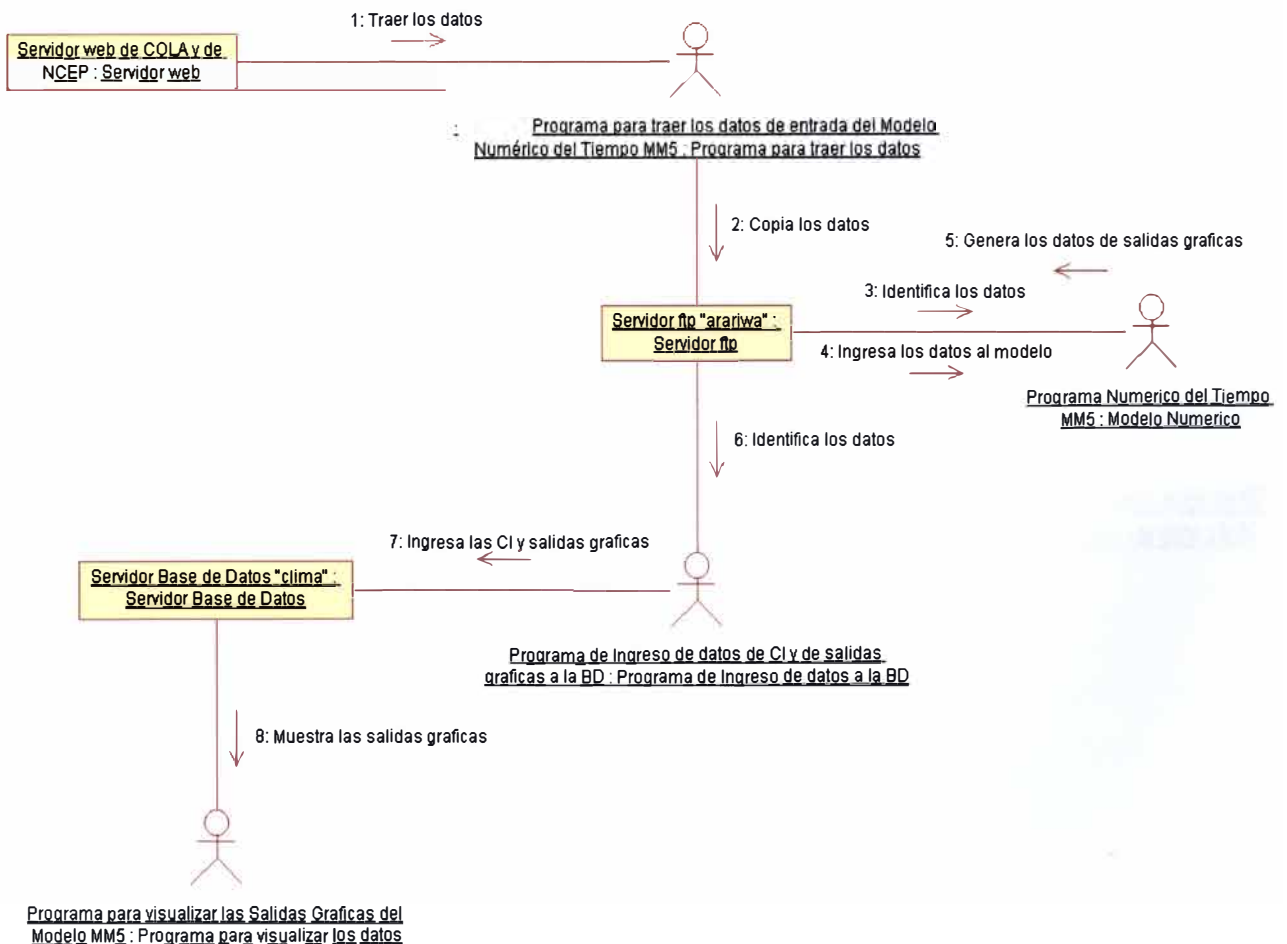 1: Traer los datos
Servidor web de COLA y de
NCEP : Servidor web
: Programa para traer los datos de entrada del Modelo
Numérico del Tiempo MM5 : Programa para traer los datos
2: Copia los datos
5: Genera los datos de salidas graficas
3: Identifica los datos
Servidor ftp "arariwa" :
Servidor ftp
4: Ingresa los datos al modelo
Programa Numerico del Tiempo
MM5 : Modelo Numerico
6: Identifica los datos
7: Ingresa las CI y salidas graficas
Servidor Base de Datos "clima" :
Servidor Base de Datos
Programa de Ingreso de datos de CI y de salidas
graficas a la BD : Programa de Ingreso de datos a la BD
8: Muestra las salidas graficas
Programa para visualizar las Salidas Graficas del
Modelo MM5 : Programa para visualizar los datos